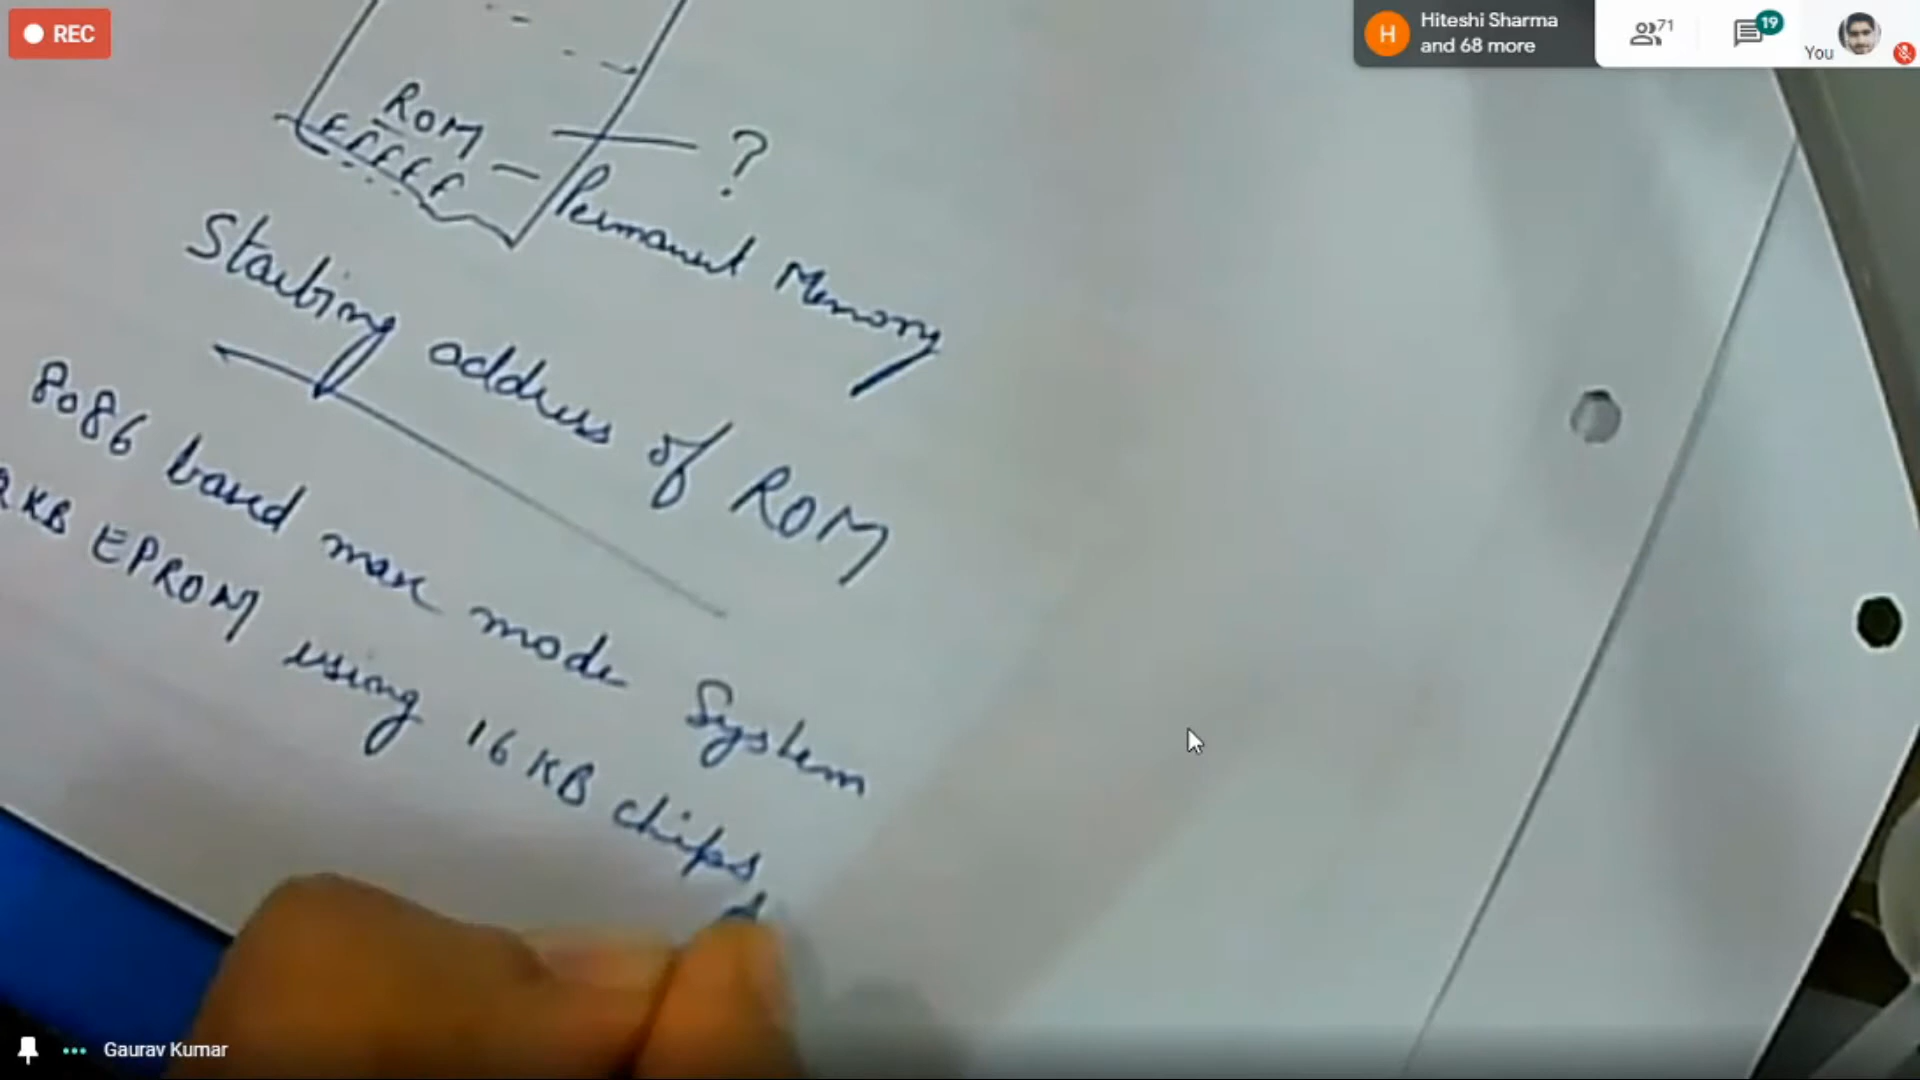 REC
Hiteshi Sharma
and 68 more
71
19
You
H
ROM
FFFFF
?
Permanent Memory
Starting address of ROM
8086 based max mode System
2 KB EPROM using 16 KB chips
Gaurav Kumar